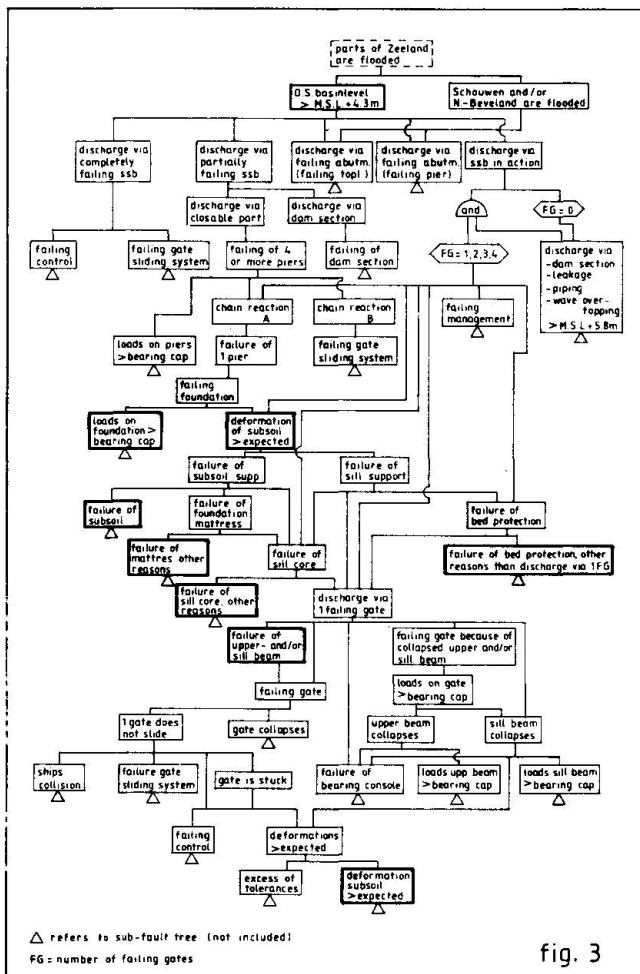 parts of Zeeland
are flooded
O.S basinlevel
> M.S.L + 4.3m
Schouwen and/or
N-Beveland are flooded
discharge via
completely
failing ssb
discharge via
partially
failing ssb
discharge via
failing abutm.
(failing topl)
discharge via
failing abutm.
(failing pier)
discharge via
ssb in action
discharge via
closable part
discharge via
dam section
and
FG = 0
failing
control
failing gate
sliding system
failing of 4
or more piers
failing of
dam section
FG = 1,2,3,4
discharge via
-dam section
-leakage
-piping
-wave over-
topping
> M.S.L + 5.8m
loads on piers
> bearing cap
chain reaction
A
failure of
1 pier
chain reaction
B
failing gate
sliding system
failing
management
failing
foundation
loads on
foundation >
bearing cap
deformation
of subsoil
> expected
failure of
subsoil supp
failure of
sill support
failure of
subsoil
failure of
foundation
mattress
failure of
bed protection
failure of
mattres other
reasons
failure of
sill core
failure of bed protection, other
reasons than discharge via 1FG
failure of
sill core, other
reasons
discharge via
1 failing gate
failure of
upper- and/or
sill beam
failing gate because of
collapsed upper and/or
sill beam
failing gate
loads on gate
> bearing cap
1 gate does
not slide
gate collapses
upper beam
collapses
sill beam
collapses
ships
collision
failure gate
sliding system
gate is stuck
failure of
bearing console
loads upp beam
> bearing cap
loads sill beam
> bearing cap
failing
control
deformations
> expected
excess of
tolerances
deformation
subsoil
> expected
△ refers to sub-fault tree (not included)
FG = number of failing gates
fig. 3